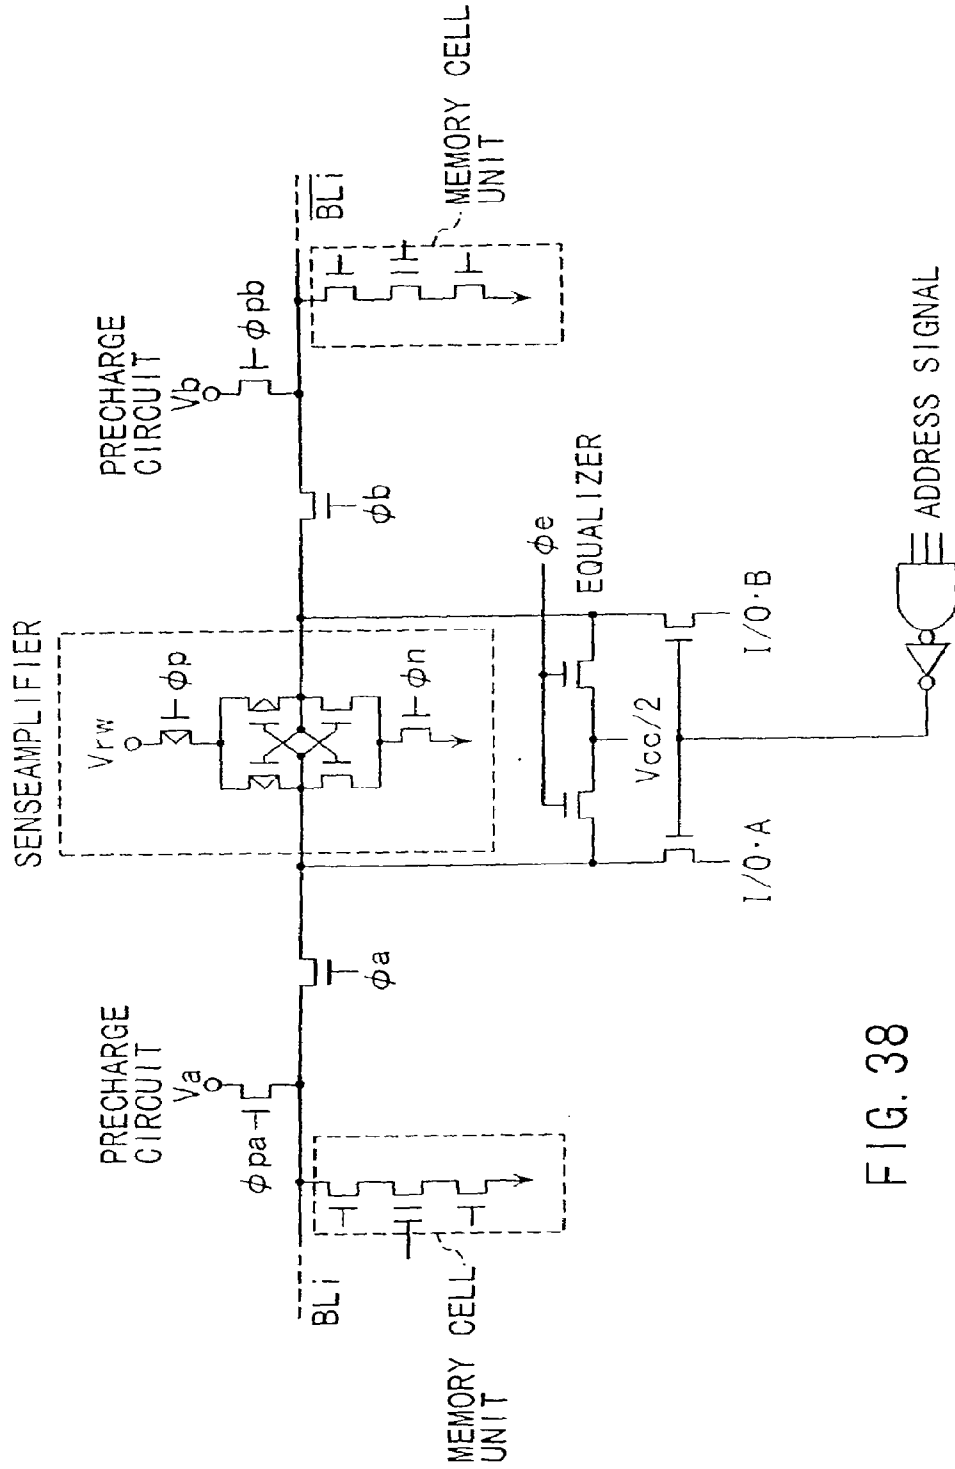 SENSEAMPLIFIER
PRECHARGE
CIRCUIT
Va
ϕpa
PRECHARGE
CIRCUIT
Vb
ϕpb
Vrw
ϕp
ϕn
BLi
B̅L̅i̅
ϕa
ϕb
MEMORY CELL
UNIT
MEMORY CELL
UNIT
ϕe
EQUALIZER
Vcc/2
I/O·A
I/O·B
ADDRESS SIGNAL
FIG. 38